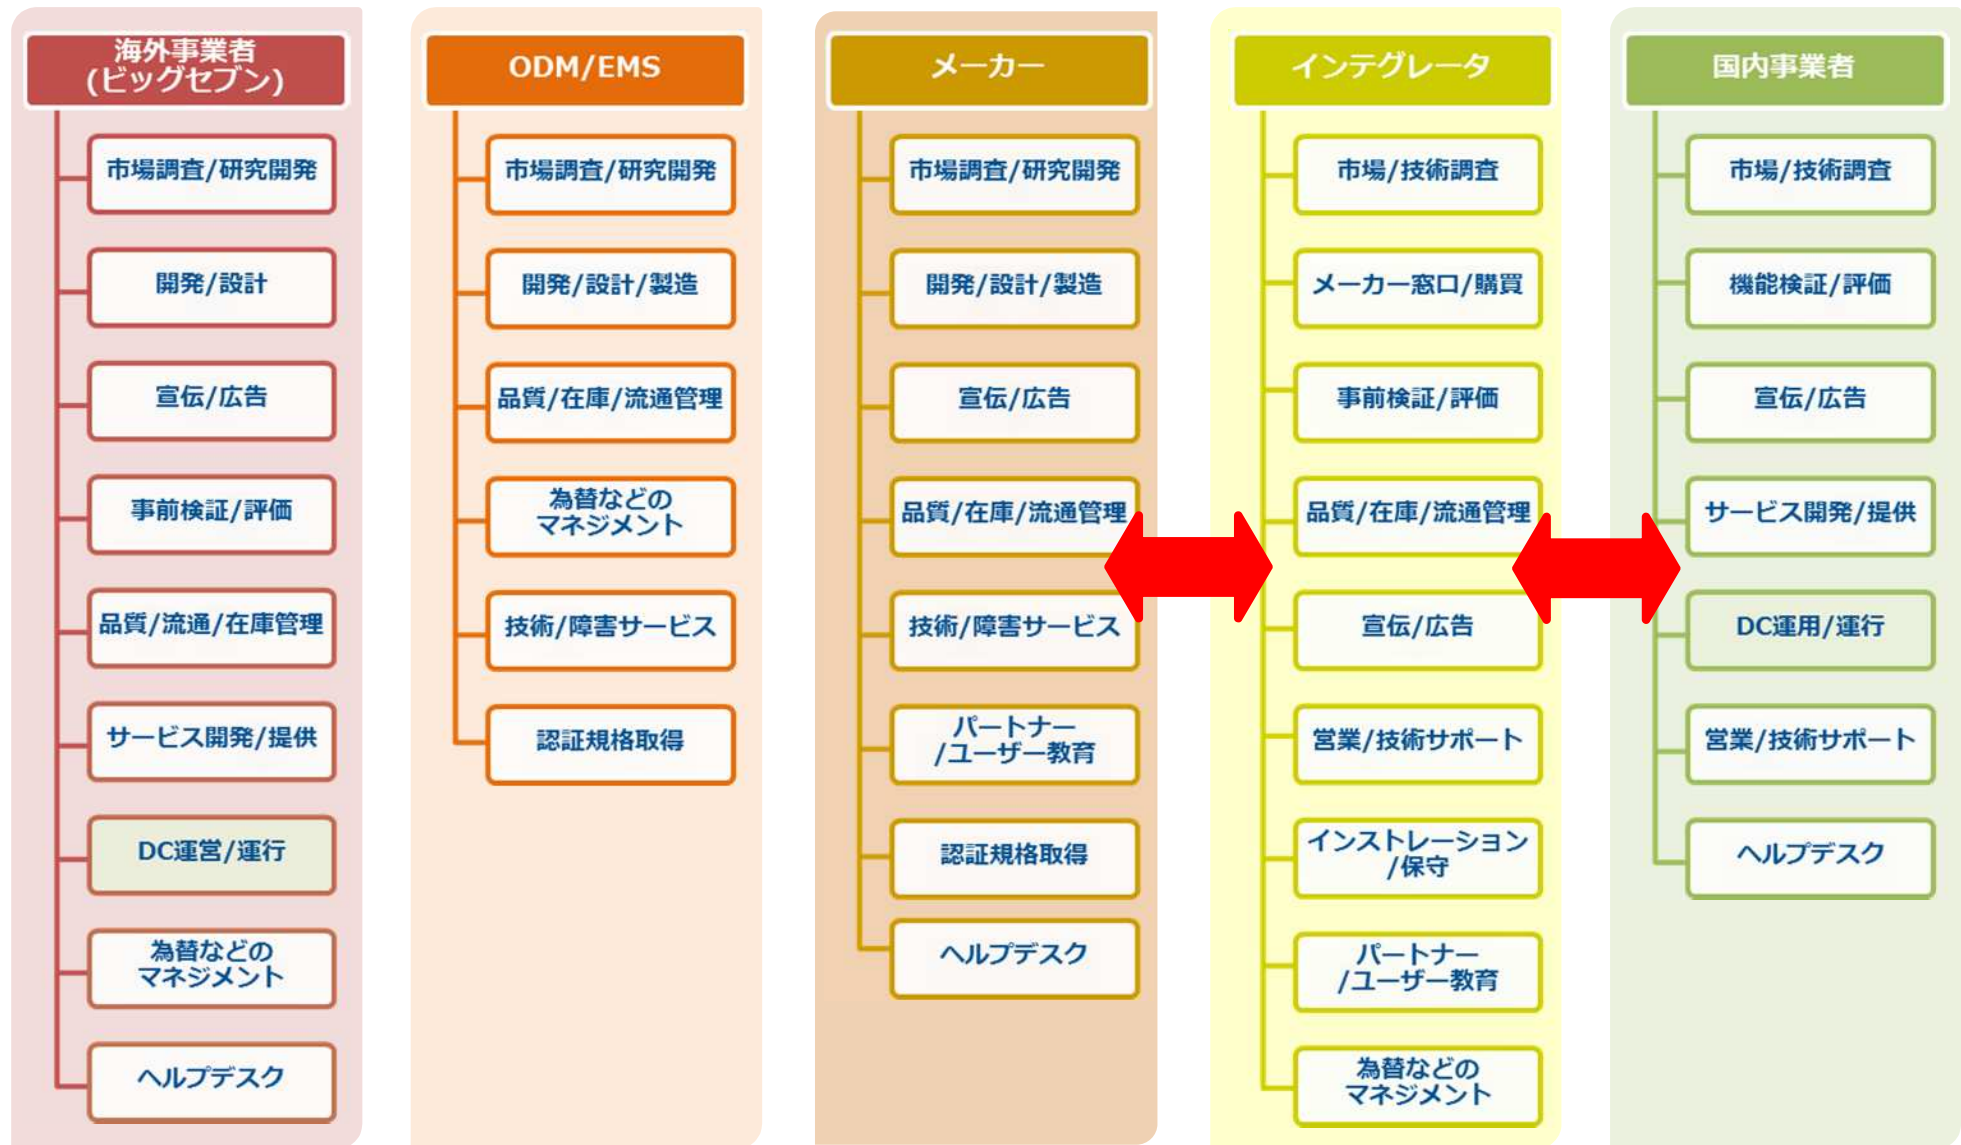 海外事業者
(ビッグセブン)
市場調査/研究開発
開発/設計
宣伝/広告
事前検証/評価
品質/流通/在庫管理
サービス開発/提供
DC運営/運行
為替などの
マネジメント
ヘルプデスク
ODM/EMS
市場調査/研究開発
開発/設計/製造
品質/在庫/流通管理
為替などの
マネジメント
技術/障害サービス
認証規格取得
メーカー
市場調査/研究開発
開発/設計/製造
宣伝/広告
品質/在庫/流通管理
技術/障害サービス
パートナー
/ユーザー教育
認証規格取得
ヘルプデスク
インテグレータ
市場/技術調査
メーカー窓口/購買
事前検証/評価
品質/在庫/流通管理
宣伝/広告
営業/技術サポート
インストレーション
/保守
パートナー
/ユーザー教育
為替などの
マネジメント
国内事業者
市場/技術調査
機能検証/評価
宣伝/広告
サービス開発/提供
DC運用/運行
営業/技術サポート
ヘルプデスク